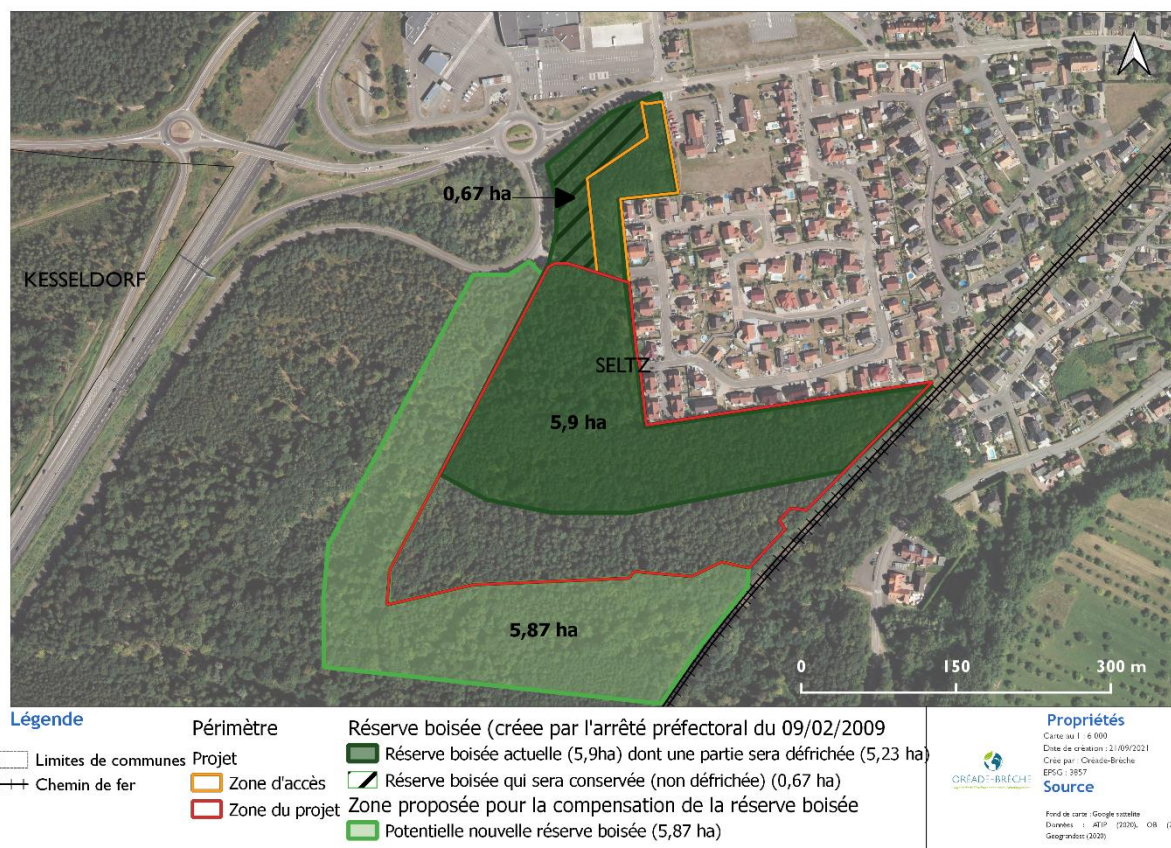 0,67 ha
KESSELDORF
SELTZ
5,9 ha
5,87 ha
0 150 300 m
Légende
Limites de communes
Chemin de fer
Périmètre
Projet
Zone d'accès
Zone du projet
Réserve boisée (créee par l'arrêté préfectoral du 09/02/2009
Réserve boisée actuelle (5,9ha) dont une partie sera défrichée (5,23 ha)
Réserve boisée qui sera conservée (non défrichée) (0,67 ha)
Zone proposée pour la compensation de la réserve boisée
Potentielle nouvelle réserve boisée (5,87 ha)
ORÉADE-BRÈCHE
Propriétés
Carte au 1 : 6 000
Date de création : 21/09/2021
Crée par : Oréade-Brèche
EPSG : 3857
Source
Fond de carte : Google satellite
Données : ATIP (2020), OB
Geograndest (2020)